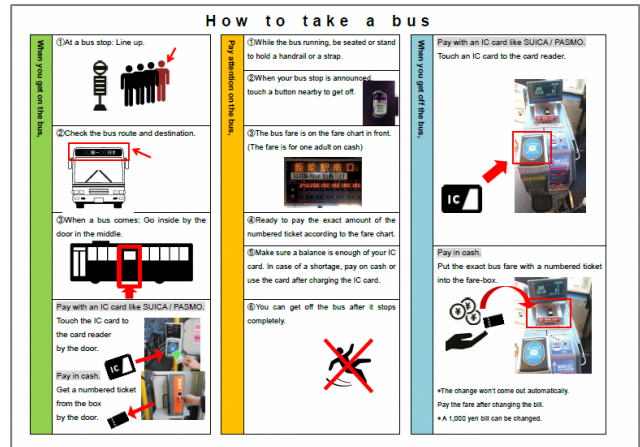 How to take a bus
When you get on the bus,
①At a bus stop: Line up.
②Check the bus route and destination.
③When a bus comes: Go inside by the
door in the middle.
Pay with an IC card like SUICA / PASMO.
Touch the IC card to
the card reader
by the door.
IC
Pay in cash.
Get a numbered ticket
from the box
by the door.
Pay attention on the bus,
①While the bus running, be seated or stand
to hold a handrail or a strap.
②When your bus stop is announced,
touch a button nearby to get off.
③The bus fare is on the fare chart in front.
(The fare is for one adult on cash)
飯能駅南口
④Ready to pay the exact amount of the
numbered ticket according to the fare chart.
⑤Make sure a balance is enough of your IC
card. In case of a shortage, pay on cash or
use the card after charging the IC card.
⑥You can get off the bus after it stops
completely.
When you get off the bus,
Pay with an IC card like SUICA / PASMO.
Touch an IC card to the card reader.
IC
Pay in cash.
Put the exact bus fare with a numbered ticket
into the fare-box.
*The change won't come out automatically.
Pay the fare after changing the bill.
*A 1,000 yen bill can be changed.